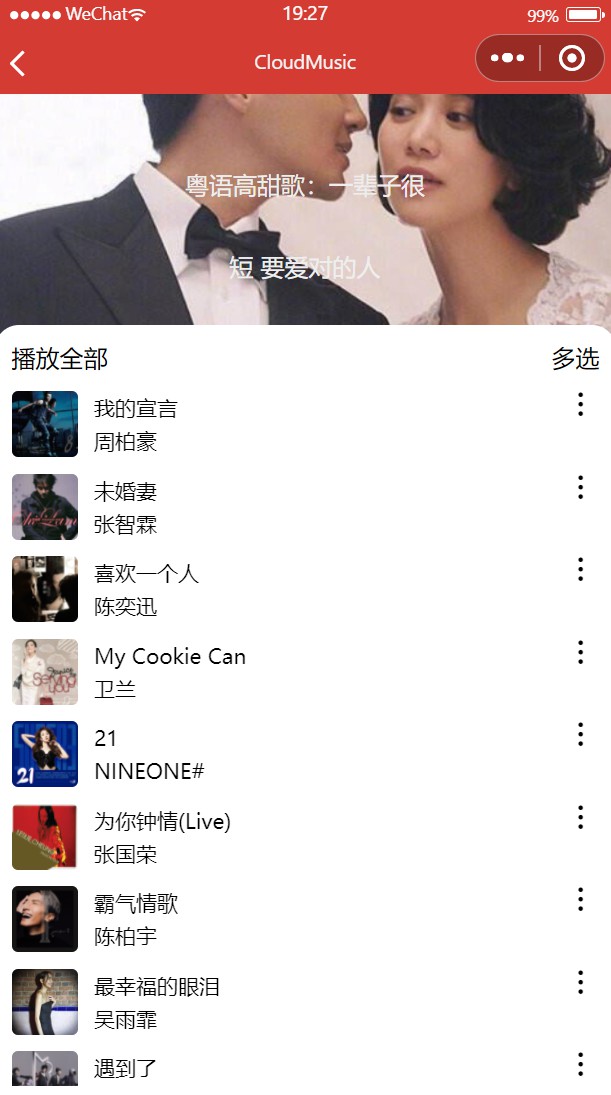 WeChat
19:27
99%
CloudMusic
粤语高甜歌：一辈子很
短 要爱对的人
播放全部
多选
我的宣言
周柏豪
未婚妻
张智霖
喜欢一个人
陈奕迅
My Cookie Can
卫兰
21
21
NINEONE#
为你钟情(Live)
张国荣
霸气情歌
陈柏宇
最幸福的眼泪
吴雨霏
遇到了